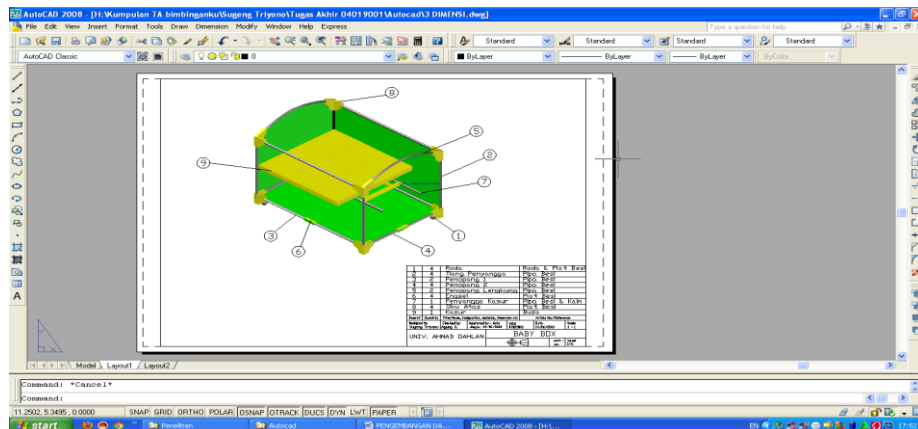 AutoCAD 2008 - [H:\Kumpulan TA bimbinganku\Sugeng Triyono\Tugas Akhir 04019001\Autocad\3 DIMENSI.dwg]
File Edit View Insert Format Tools Draw Dimension Modify Window Help Express
Type a question for help
Standard Standard Standard Standard
AutoCAD Classic 0 ByLayer ByLayer ByLayer ByColor
8
5
2
9
7
3
1
6
4
1 4 Roda Roda & Plat Besi
2 4 Tiang Penyangga Pipa Besi
3 2 Penopang 1 Pipa Besi
4 4 Penopang 2 Pipa Besi
5 2 Penopang Lengkung Pipa Besi
6 4 Engsel Plat Besi
7 1 Penyangga Kasur Pipa Besi & Kain
8 4 Siku Atas Plat Besi
9 1 Kasur Busa
UNIV. AHMAD DAHLAN BABY BOX
Model Layout1 Layout2
Command: *Cancel*
Command:
11.2502, 5.3495, 0.0000 SNAP GRID ORTHO POLAR OSNAP OTRACK DUCS DYN LWT PAPER
start Penelitian Autocad PENGEMBANGAN DA... AutoCAD 2008 - [H:\... EN 17:52